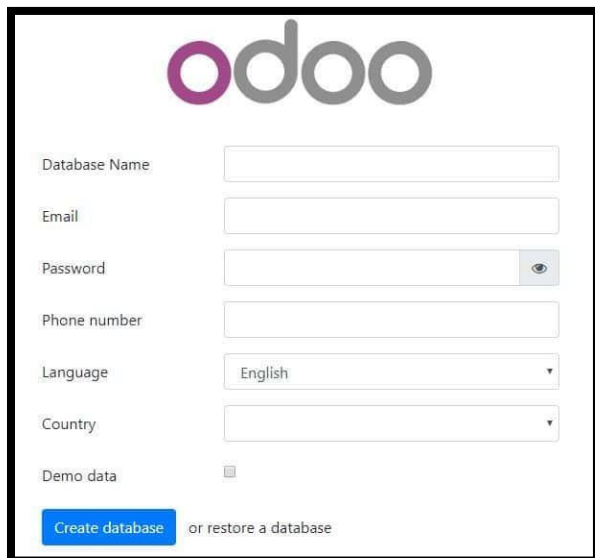 odoo
Database Name
Email
Password
Phone number
Language English
Country
Demo data
Create database or restore a database